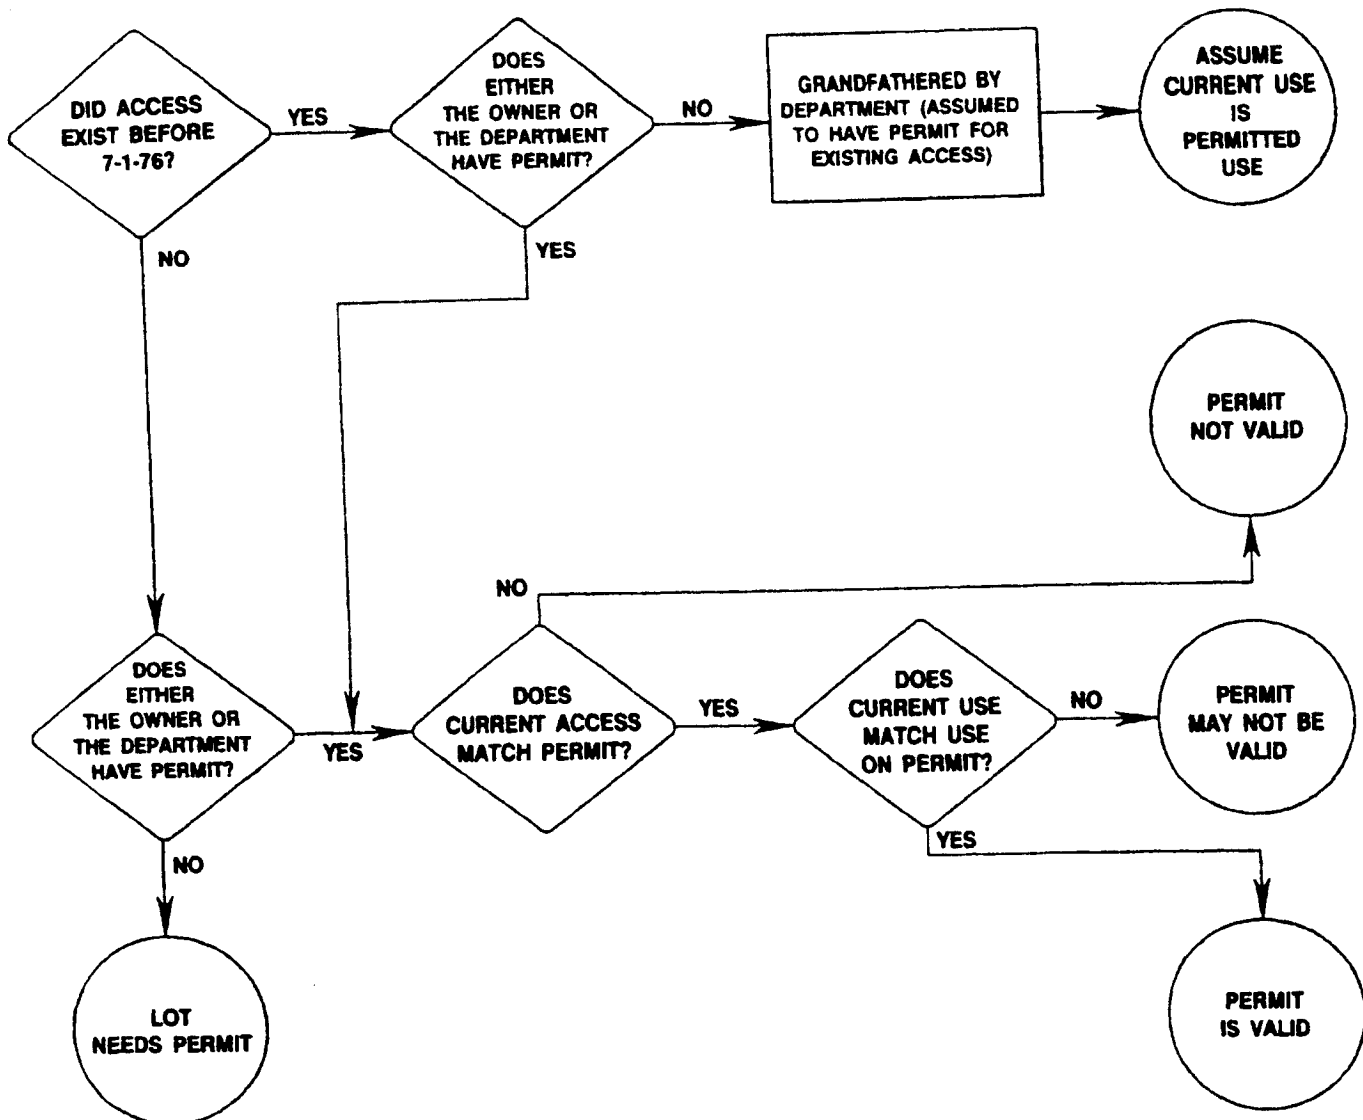 DID ACCESS
EXIST BEFORE
7-1-76?
YES
DOES
EITHER
THE OWNER OR
THE DEPARTMENT
HAVE PERMIT?
NO
GRANDFATHERED BY
DEPARTMENT (ASSUMED
TO HAVE PERMIT FOR
EXISTING ACCESS)
ASSUME
CURRENT USE
IS
PERMITTED
USE
NO
YES
PERMIT
NOT VALID
NO
DOES
EITHER
THE OWNER OR
THE DEPARTMENT
HAVE PERMIT?
YES
DOES
CURRENT ACCESS
MATCH PERMIT?
YES
DOES
CURRENT USE
MATCH USE
ON PERMIT?
NO
PERMIT
MAY NOT BE
VALID
NO
YES
LOT
NEEDS PERMIT
PERMIT
IS VALID